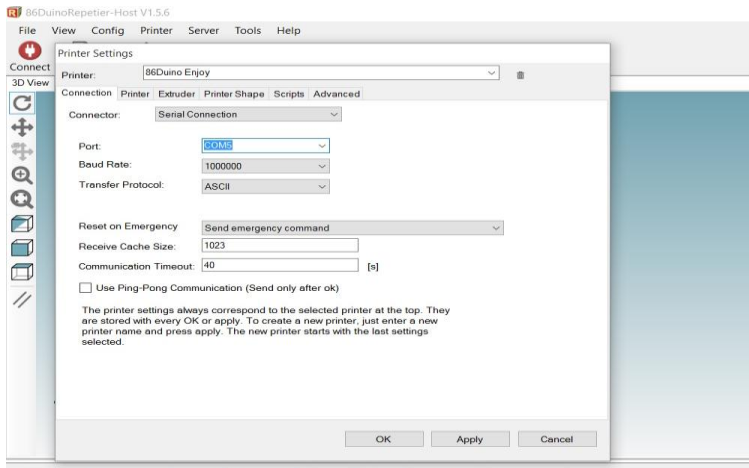 86DuinoRepetier-Host V1.5.6
File View Config Printer Server Tools Help
Connect
3D View
Printer Settings
Printer: 86Duino Enjoy
Connection Printer Extruder Printer Shape Scripts Advanced
Connector: Serial Connection
Port: COM5
Baud Rate: 1000000
Transfer Protocol: ASCII
Reset on Emergency Send emergency command
Receive Cache Size: 1023
Communication Timeout: 40 [s]
Use Ping-Pong Communication (Send only after ok)
The printer settings always correspond to the selected printer at the top. They
are stored with every OK or apply. To create a new printer, just enter a new
printer name and press apply. The new printer starts with the last settings
selected.
OK Apply Cancel